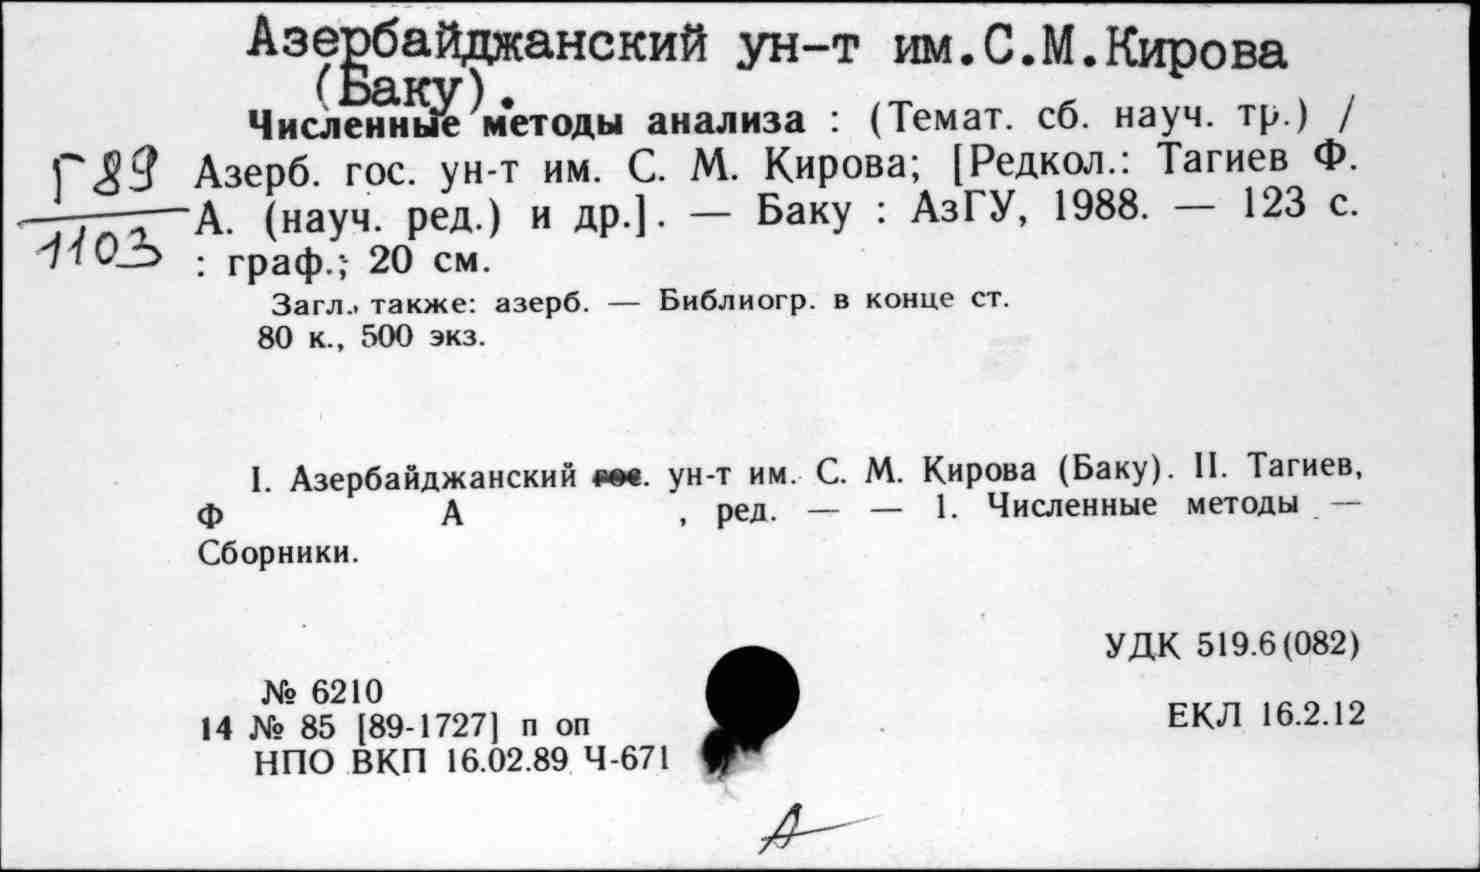 Азербайджанский ун-т им.С.М.Кирова
(Баку).
Численные методы анализа : (Темат. сб. науч. тр.) /
Г89 Азерб. гос. ун-т им. С. М. Кирова; [Редкол.: Тагиев Ф.
1103 А. (науч. ред.) и др.]. — Баку : АзГУ, 1988. — 123 с.
: граф.; 20 см.
Загл. также: азерб. — Библиогр. в конце ст.
80 к., 500 экз.
I. Азербайджанский гос. ун-т им. С. М. Кирова (Баку). II. Тагиев,
Ф А , ред. — — 1. Численные методы —
Сборники.
УДК 519.6(082)
№ 6210
14 № 85 [89-1727] п оп
ЕКЛ 16.2.12
НПО ВКП 16.02.89 Ч-671
А